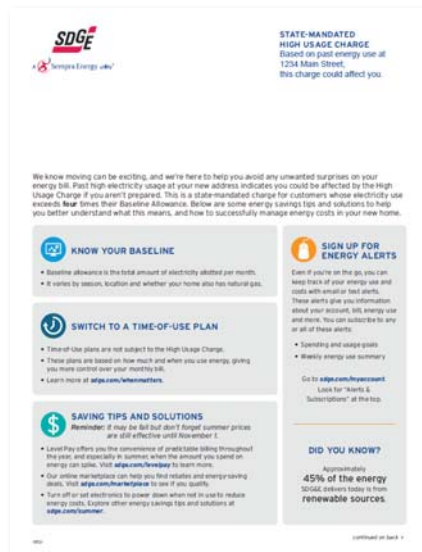 SDGE
A Sempra Energy utility®
STATE-MANDATED
HIGH USAGE CHARGE
Based on past energy use at
1234 Main Street,
this charge could affect you.
We know moving can be exciting, and we're here to help you avoid any unwanted surprises on your
energy bill. Past high electricity usage at your new address indicates you could be affected by the High
Usage Charge if you aren't prepared. This is a state-mandated charge for customers whose electricity use
exceeds four times their Baseline Allowance. Below are some energy savings tips and solutions to help
you better understand what this means, and how to successfully manage energy costs in your new home.
KNOW YOUR BASELINE
• Baseline allowance is the total amount of electricity allotted per month.
• It varies by season, location and whether your home also has natural gas.
SWITCH TO A TIME-OF-USE PLAN
• Time-of-Use plans are not subject to the High Usage Charge.
• These plans are based on how much and when you use energy, giving
you more control over your monthly bill.
• Learn more at sdge.com/whenmatters.
$
SAVING TIPS AND SOLUTIONS
Reminder: It may be fall but don't forget summer prices
are still effective until November 1.
• Level Pay offers you the convenience of predictable billing throughout
the year, and especially in summer, when the amount you spend on
energy can spike. Visit sdge.com/levelpay to learn more.
• Our online marketplace can help you find rebates and energy-saving
deals. Visit sdge.com/marketplace to see if you qualify.
• Turn off or set electronics to power down when not in use to reduce
energy costs. Explore other energy savings tips and solutions at
sdge.com/summer.
SIGN UP FOR
ENERGY ALERTS
Even if you're on the go, you can
keep track of your energy use and
costs with email or text alerts.
These alerts give you information
about your account, bill, energy use
and more. You can subscribe to any
or all of these alerts:
• Spending and usage goals
• Weekly energy use summary
Go to sdge.com/myaccount
Look for "Alerts &
Subscriptions" at the top.
DID YOU KNOW?
Approximately
45% of the energy
SDG&E delivers today is from
renewable sources.
continued on back